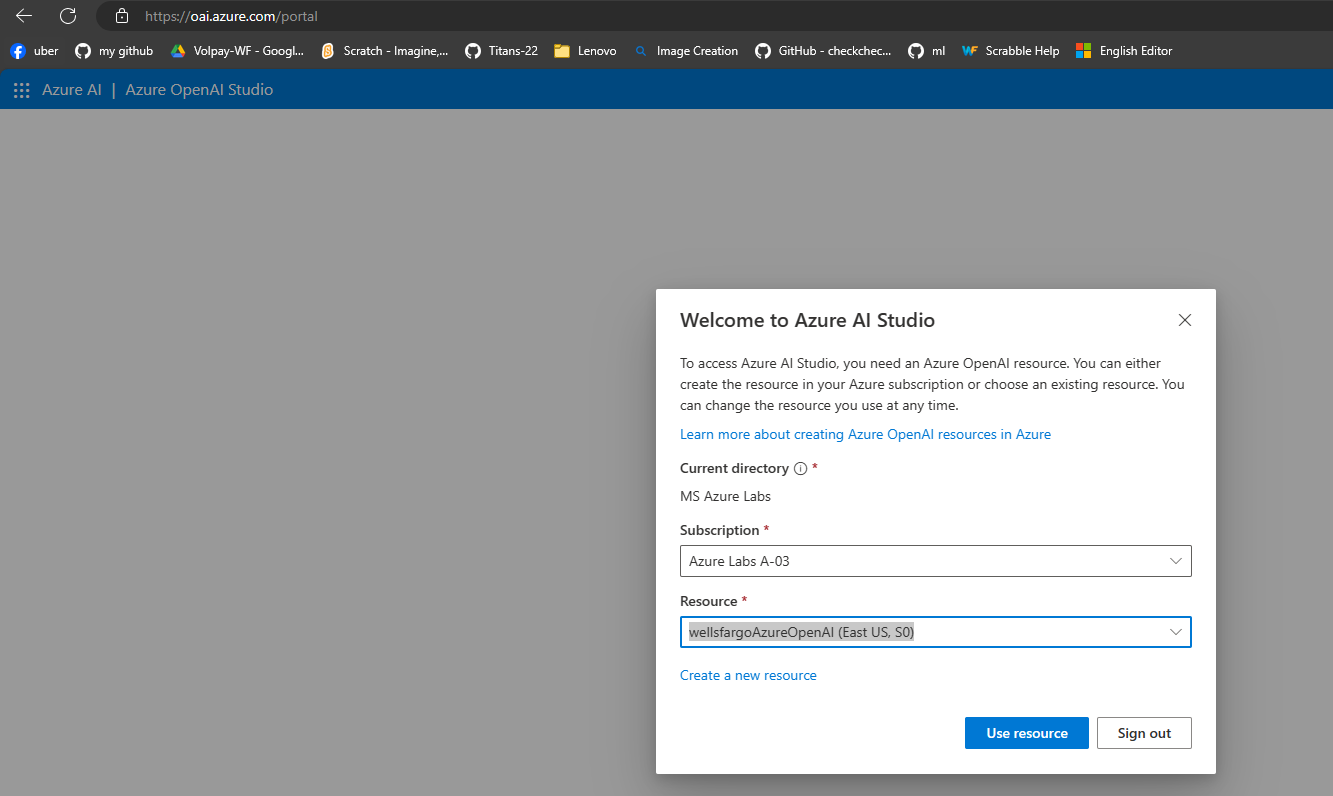 https://oai.azure.com/portal
uber my github Volpay-WF - Googl... Scratch - Imagine,... Titans-22 Lenovo Image Creation GitHub - checkchec... ml WF Scrabble Help English Editor
Azure AI | Azure OpenAI Studio
Welcome to Azure AI Studio
To access Azure AI Studio, you need an Azure OpenAI resource. You can either
create the resource in your Azure subscription or choose an existing resource. You
can change the resource you use at any time.
Learn more about creating Azure OpenAI resources in Azure
Current directory *
MS Azure Labs
Subscription *
Azure Labs A-03
Resource *
wellsfargoAzureOpenAI (East US, S0)
Create a new resource
Use resource Sign out